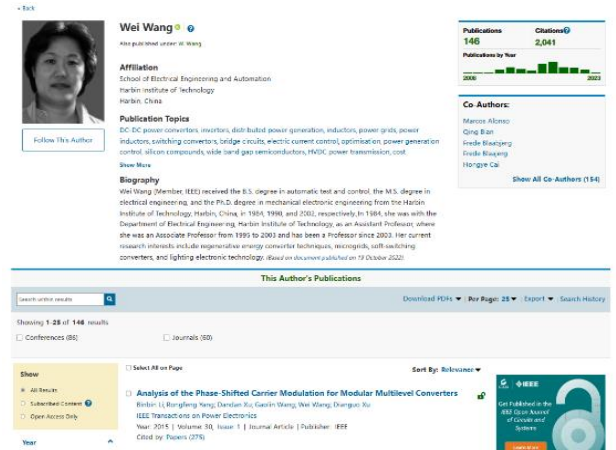 « Back
Wei Wang
Also published under: W. Wang
Affiliation
School of Electrical Engineering and Automation
Harbin Institute of Technology
Harbin, China
Publication Topics
DC-DC power convertors, invertors, distributed power generation, inductors, power grids, power
inductors, switching convertors, bridge circuits, electric current control, optimisation, power generation
control, silicon compounds, wide band gap semiconductors, HVDC power transmission, cost
Show More
Biography
Wei Wang (Member, IEEE) received the B.S. degree in automatic test and control, the M.S. degree in
electrical engineering, and the Ph.D. degree in mechanical electronic engineering from the Harbin
Institute of Technology, Harbin, China, in 1984, 1990, and 2002, respectively. In 1984, she was with the
Department of Electrical Engineering, Harbin Institute of Technology, as an Assistant Professor, where
she was an Associate Professor from 1995 to 2003 and has been a Professor since 2003. Her current
research interests include regenerative energy converter techniques, microgrids, soft-switching
converters, and lighting electronic technology. (Based on document published on 19 October 2022).
Follow This Author
Publications
146
Citations
2,041
Publications by Year
2008
2023
Co-Authors:
Marcos Alonso
Qing Bian
Frede Blaabjerg
Frede Blaajerg
Hongye Cai
Show All Co-Authors (154)
This Author's Publications
Search within results
Download PDFs | Per Page: 25 | Export | Search History
Showing 1-25 of 146 results
Conferences (86)
Journals (60)
Show
All Results
Subscribed Content
Open Access Only
Year
Select All on Page
Sort By: Relevance
Analysis of the Phase-Shifted Carrier Modulation for Modular Multilevel Converters
Binbin Li; Rongfeng Yang; Dandan Xu; Gaolin Wang; Wei Wang; Dianguo Xu
IEEE Transactions on Power Electronics
Year: 2015 | Volume: 30, Issue: 1 | Journal Article | Publisher: IEEE
Cited by: Papers (275)
IEEE
Get Published in the
IEEE Open Journal
of Circuits and
Systems
Learn More